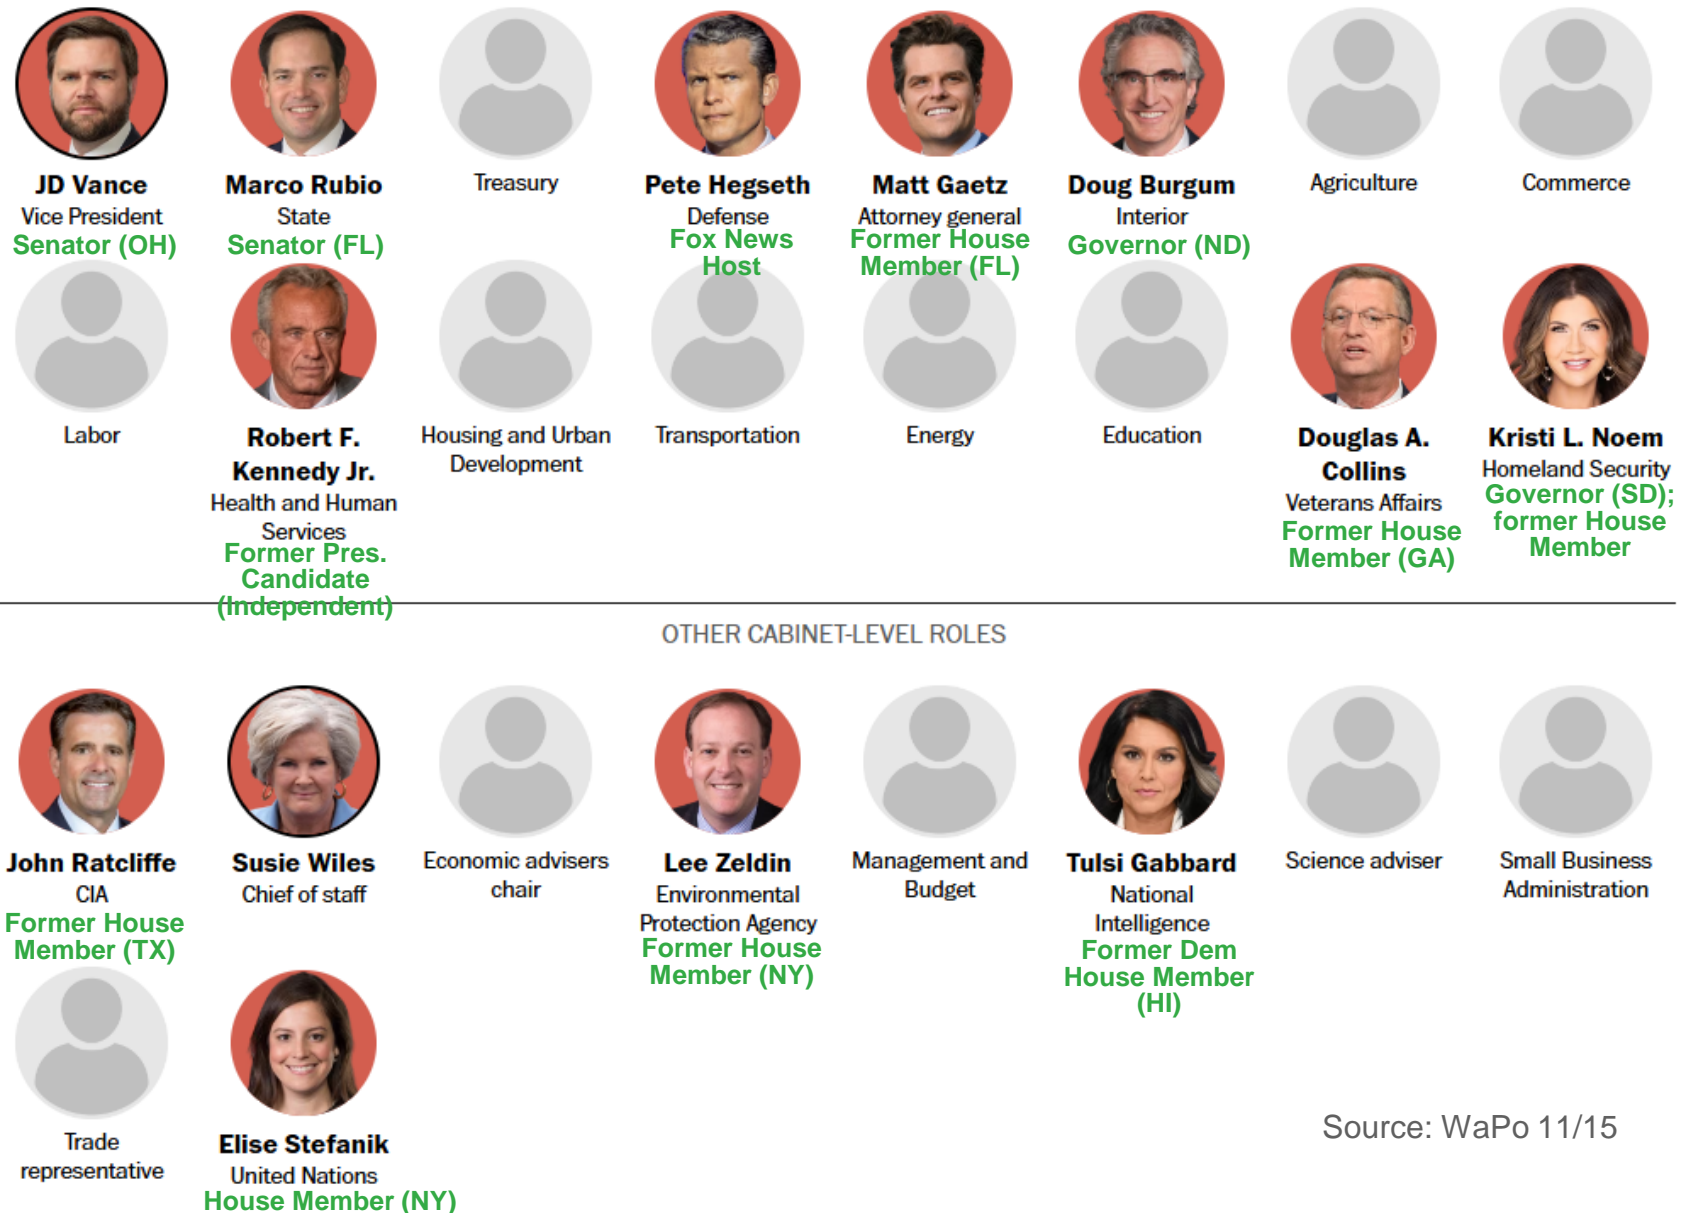 JD Vance
Vice President
Senator (OH)
Marco Rubio
State
Senator (FL)
Treasury
Pete Hegseth
Defense
Fox News
Host
Matt Gaetz
Attorney general
Former House
Member (FL)
Doug Burgum
Interior
Governor (ND)
Agriculture
Commerce
Labor
Robert F.
Kennedy Jr.
Health and Human
Services
Former Pres.
Candidate
(Independent)
Housing and Urban
Development
Transportation
Energy
Education
Douglas A.
Collins
Veterans Affairs
Former House
Member (GA)
Kristi L. Noem
Homeland Security
Governor (SD);
former House
Member
OTHER CABINET-LEVEL ROLES
John Ratcliffe
CIA
Former House
Member (TX)
Susie Wiles
Chief of staff
Economic advisers
chair
Lee Zeldin
Environmental
Protection Agency
Former House
Member (NY)
Management and
Budget
Tulsi Gabbard
National
Intelligence
Former Dem
House Member
(HI)
Science adviser
Small Business
Administration
Trade
representative
Elise Stefanik
United Nations
House Member (NY)
Source: WaPo 11/15